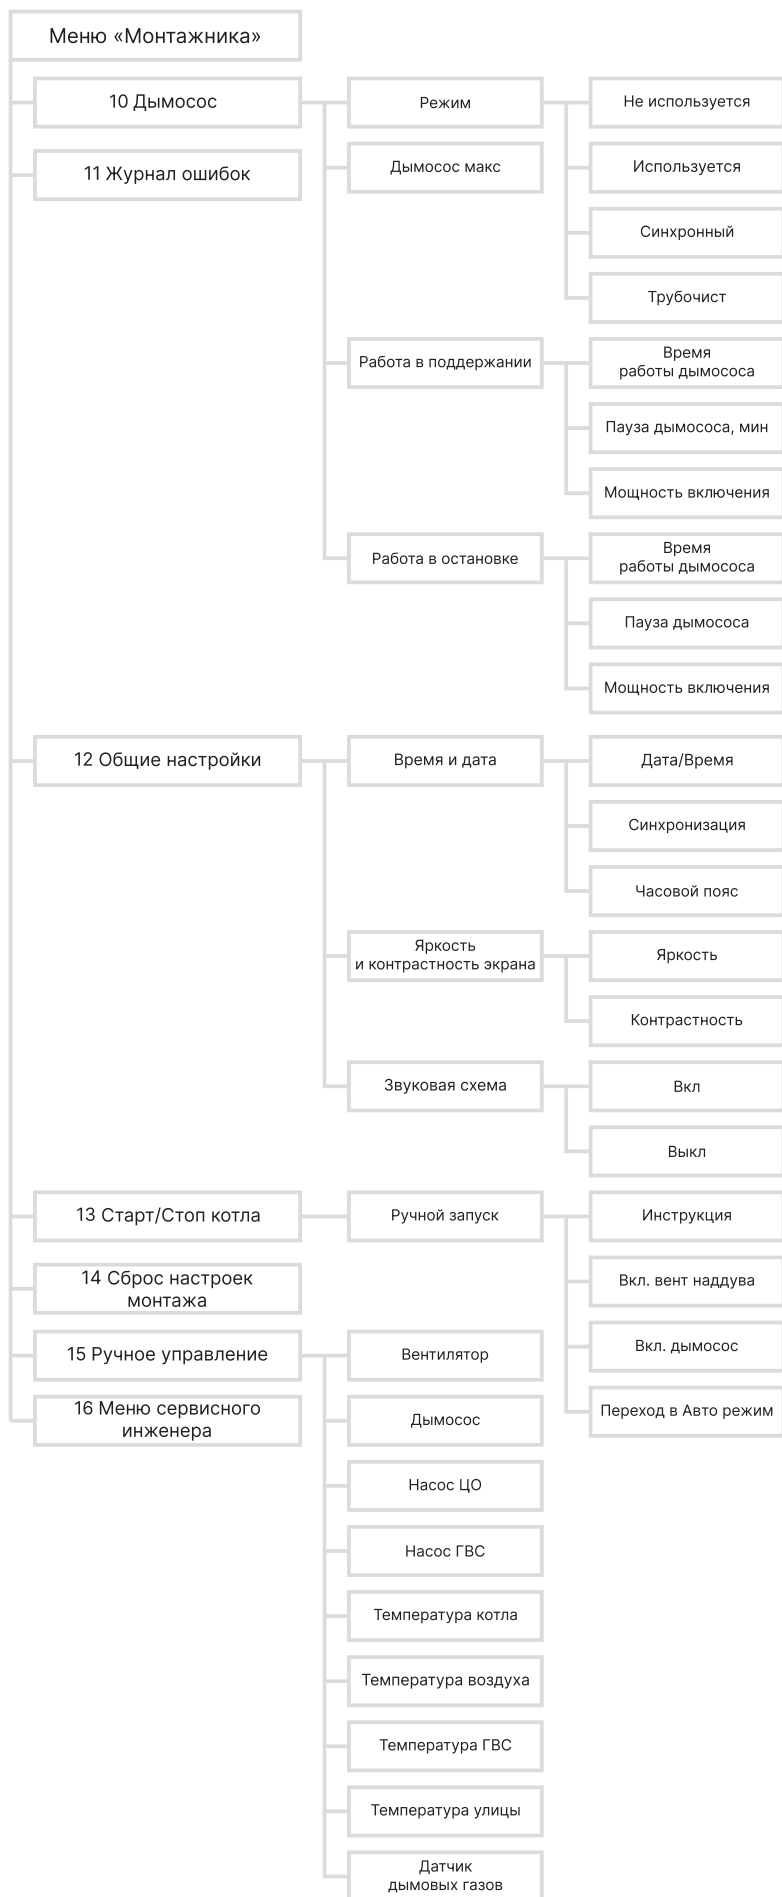 Меню «Монтажника»
10 Дымосос
Режим
Не используется
11 Журнал ошибок
Дымосос макс
Используется
Синхронный
Трубочист
Работа в поддержании
Время
работы дымососа
Пауза дымососа, мин
Мощность включения
Работа в остановке
Время
работы дымососа
Пауза дымососа
Мощность включения
12 Общие настройки
Время и дата
Дата/Время
Синхронизация
Часовой пояс
Яркость
и контрастность экрана
Яркость
Контрастность
Звуковая схема
Вкл
Выкл
13 Старт/Стоп котла
Ручной запуск
Инструкция
14 Сброс настроек
монтажа
Вкл. вент наддува
15 Ручное управление
Вентилятор
Вкл. дымосос
16 Меню сервисного
инженера
Дымосос
Переход в Авто режим
Насос ЦО
Насос ГВС
Температура котла
Температура воздуха
Температура ГВС
Температура улицы
Датчик
дымовых газов